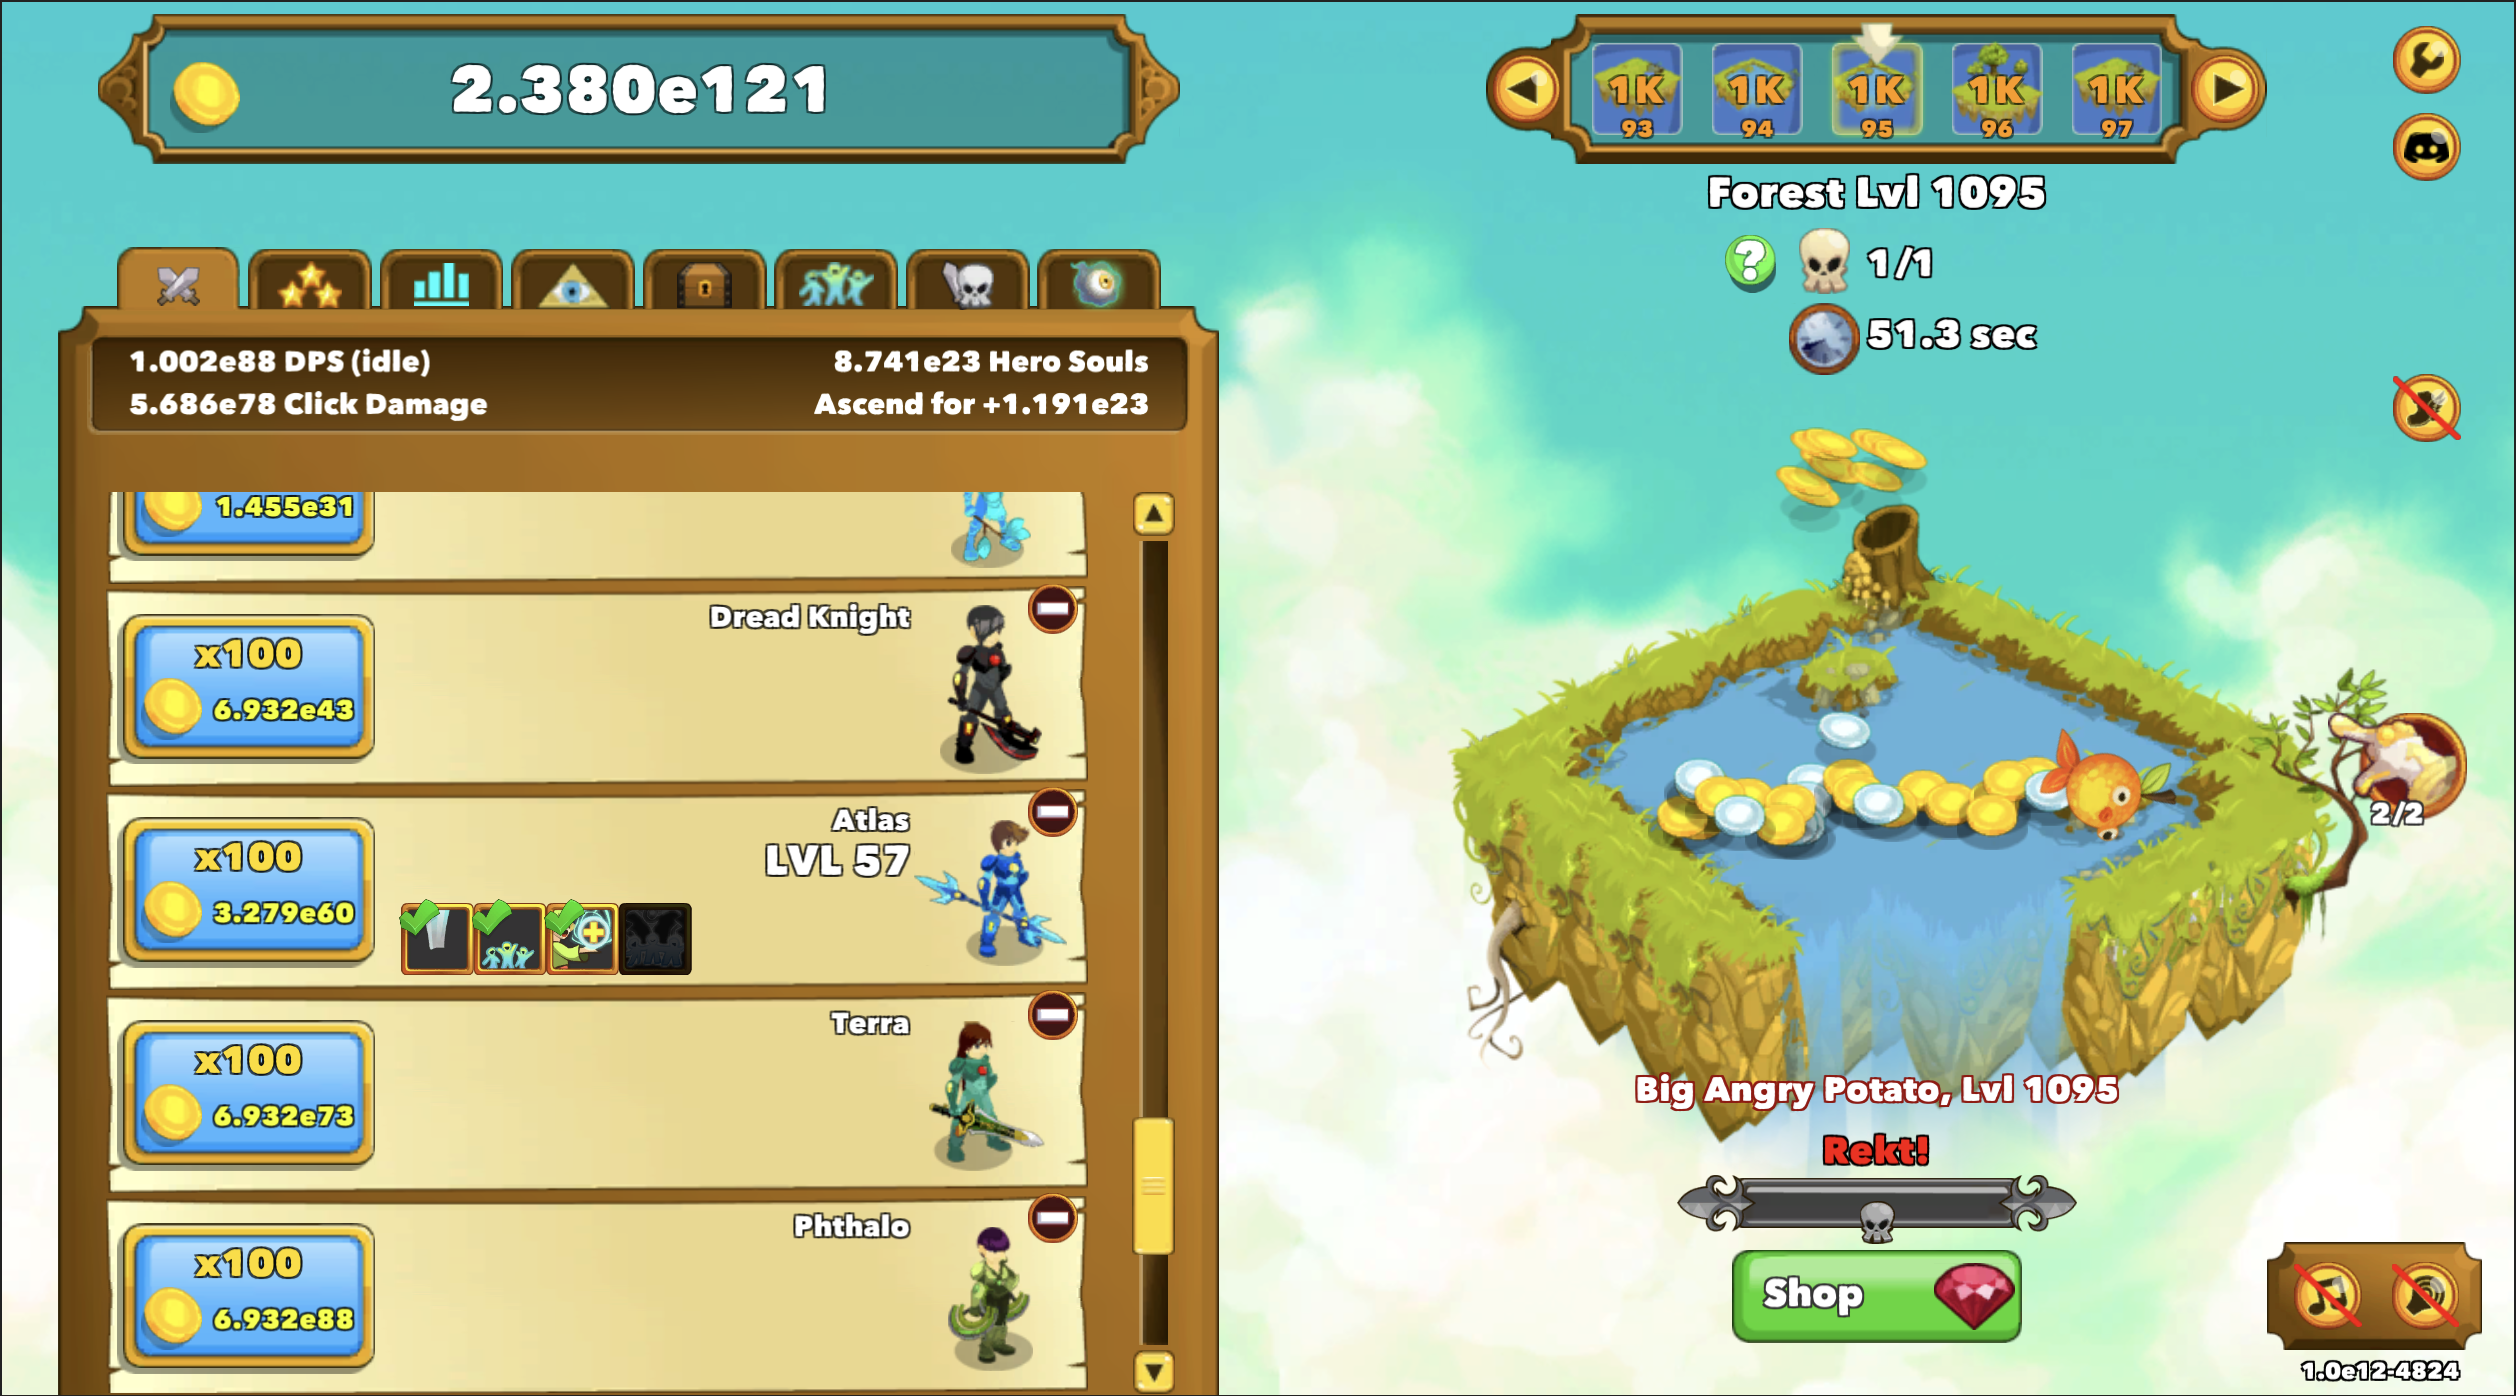 2.380e121
1K
93
1K
94
1K
95
1K
96
1K
97
Forest Lvl 1095
?
1/1
51.3 sec
1.002e88 DPS (idle)
8.741e23 Hero Souls
5.686e78 Click Damage
Ascend for +1.191e23
1.455e31
Dread Knight
x100
6.932e43
Atlas
LVL 57
x100
3.279e60
Terra
x100
6.932e73
Phthalo
x100
6.932e88
2/2
Big Angry Potato, Lvl 1095
Rekt!
Shop
1.0e12-4824